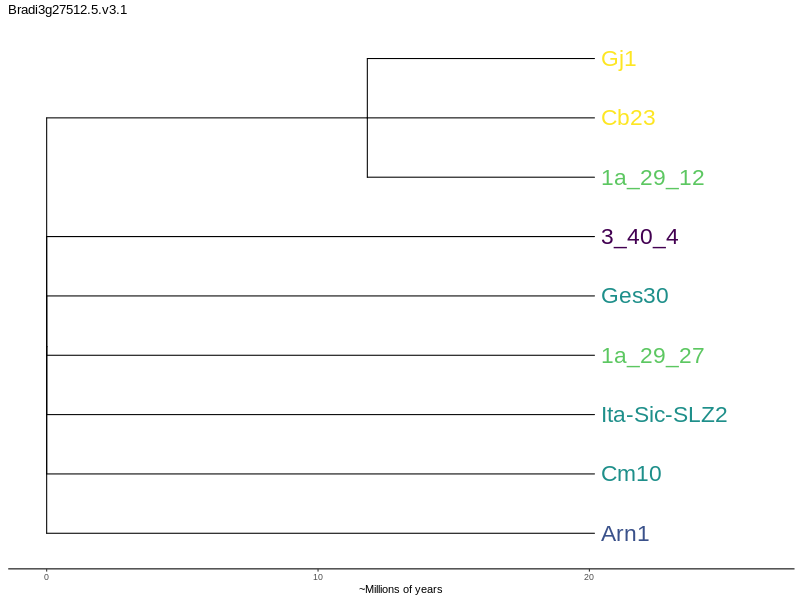 Bradi3g27512.5.v3.1
Gj1
Cb23
1a_29_12
3_40_4
Ges30
1a_29_27
Ita-Sic-SLZ2
Cm10
Arn1
0 10 20
~Millions of years